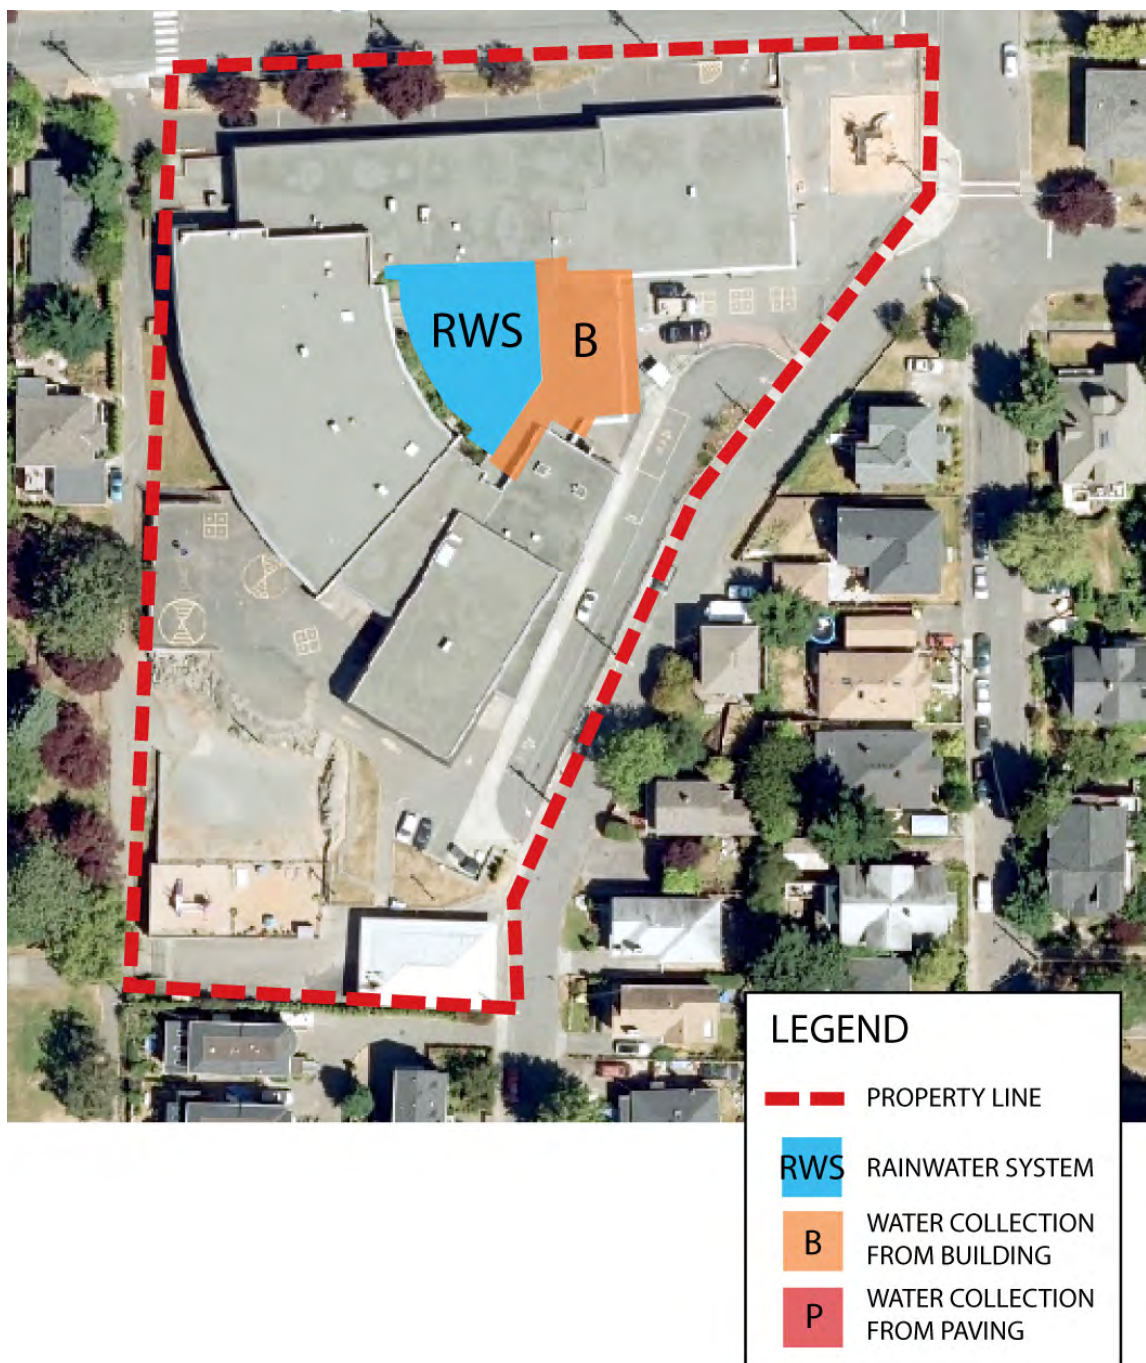 RWS
B
LEGEND
PROPERTY LINE
RWS
RAINWATER SYSTEM
B
WATER COLLECTION
FROM BUILDING
P
WATER COLLECTION
FROM PAVING